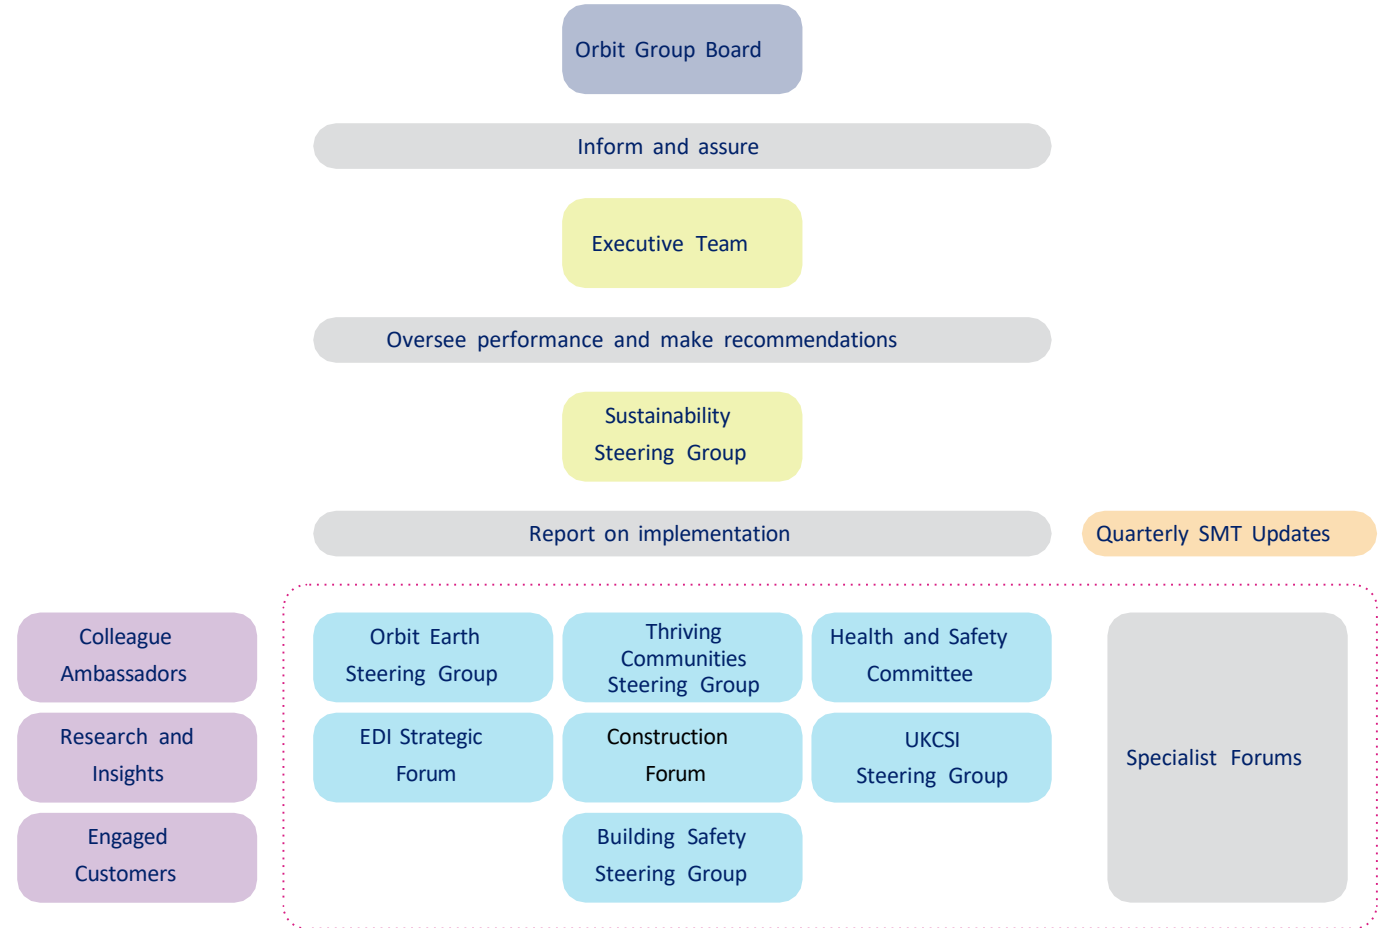 Orbit Group Board
Inform and assure
Executive Team
Oversee performance and make recommendations
Sustainability
Steering Group
Report on implementation
Quarterly SMT Updates
Colleague
Ambassadors
Orbit Earth
Steering Group
Thriving
Communities
Steering Group
Health and Safety
Committee
Research and
Insights
EDI Strategic
Forum
Construction
Forum
UKCSI
Steering Group
Specialist Forums
Engaged
Customers
Building Safety
Steering Group